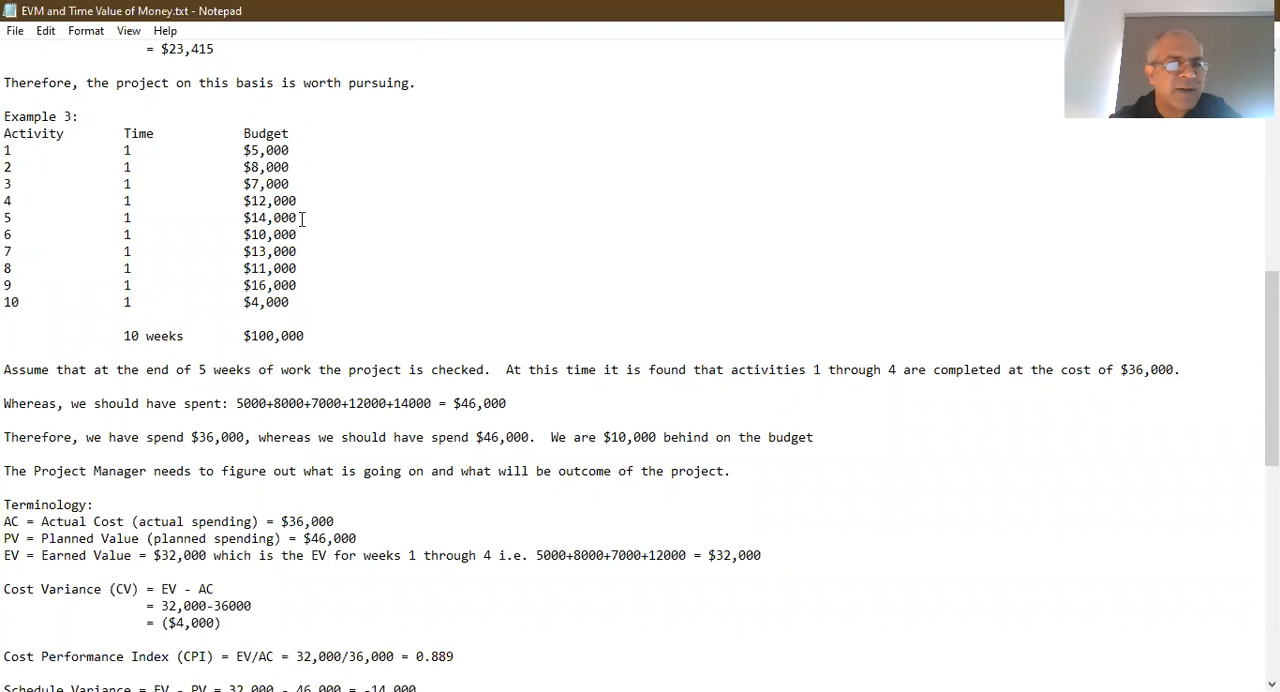 EVM and Time Value of Money.txt - Notepad
File Edit Format View Help
= $23,415
Therefore, the project on this basis is worth pursuing.
Example 3:
Activity Time Budget
1 1 $5,000
2 1 $8,000
3 1 $7,000
4 1 $12,000
5 1 $14,000
6 1 $10,000
7 1 $13,000
8 1 $11,000
9 1 $16,000
10 1 $4,000
10 weeks $100,000
Assume that at the end of 5 weeks of work the project is checked. At this time it is found that activities 1 through 4 are completed at the cost of $36,000.
Whereas, we should have spent: 5000+8000+7000+12000+14000 = $46,000
Therefore, we have spend $36,000, whereas we should have spend $46,000. We are $10,000 behind on the budget
The Project Manager needs to figure out what is going on and what will be outcome of the project.
Terminology:
AC = Actual Cost (actual spending) = $36,000
PV = Planned Value (planned spending) = $46,000
EV = Earned Value = $32,000 which is the EV for weeks 1 through 4 i.e. 5000+8000+7000+12000 = $32,000
Cost Variance (CV) = EV - AC
= 32,000-36000
= ($4,000)
Cost Performance Index (CPI) = EV/AC = 32,000/36,000 = 0.889
Schedule Variance = EV - PV = 32,000 - 46,000 = -14,000